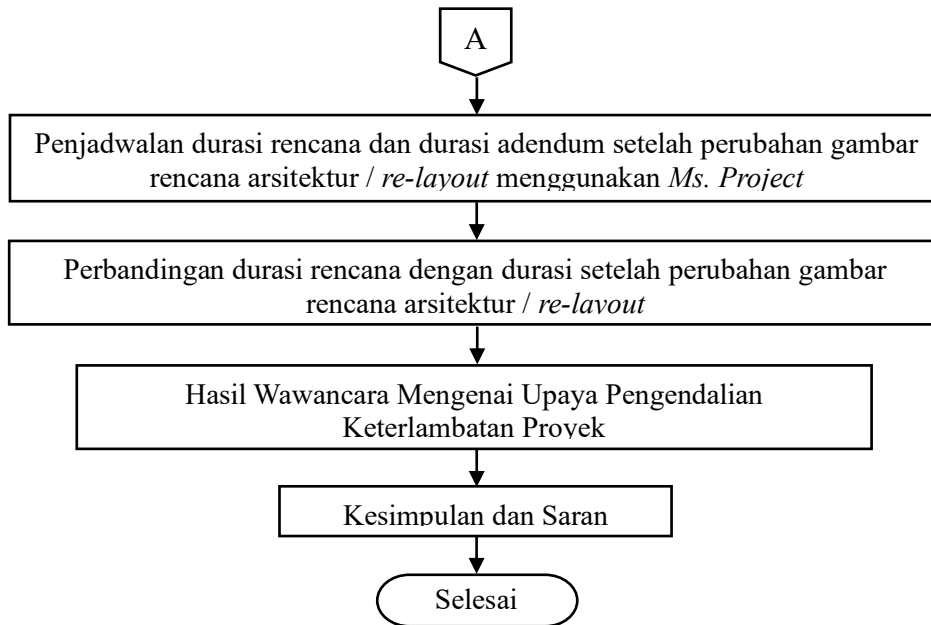 A
Penjadwalan durasi rencana dan durasi adendum setelah perubahan gambar
rencana arsitektur / re-layout menggunakan Ms. Project
Perbandingan durasi rencana dengan durasi setelah perubahan gambar
rencana arsitektur / re-layout
Hasil Wawancara Mengenai Upaya Pengendalian
Keterlambatan Proyek
Kesimpulan dan Saran
Selesai